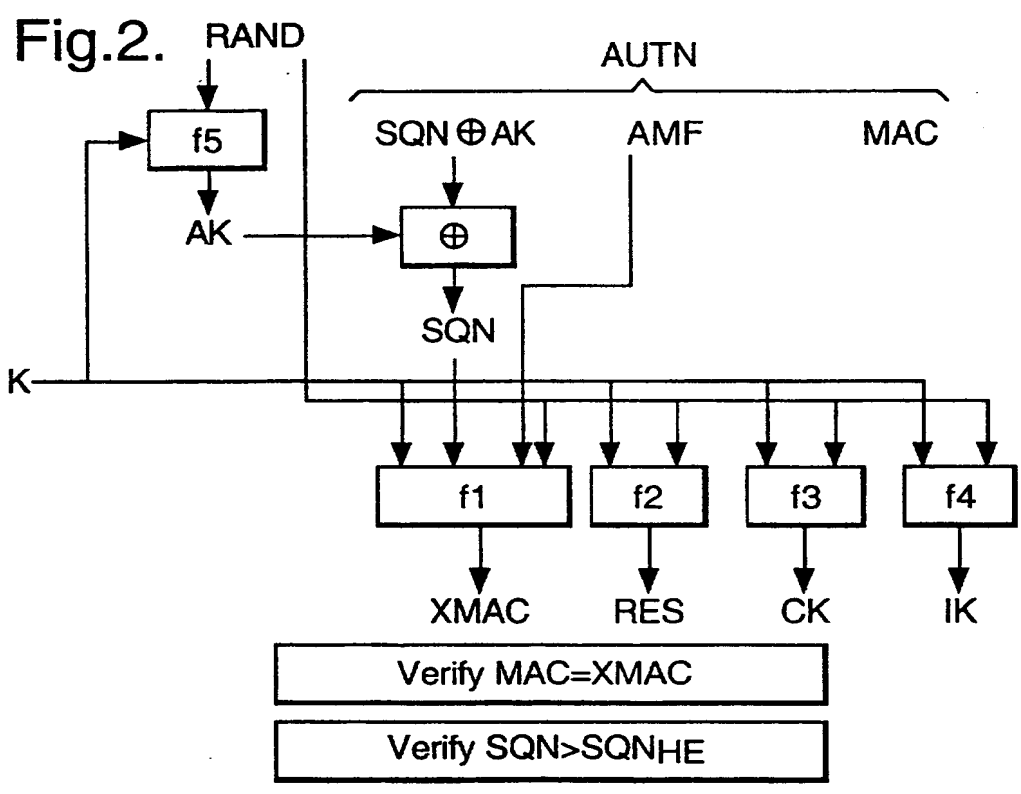 Fig.2.
RAND
AUTN
f5
SQN⊕AK AMF MAC
AK
⊕
SQN
K
f1 f2 f3 f4
XMAC RES CK IK
Verify MAC=XMAC
Verify SQN>SQNHE